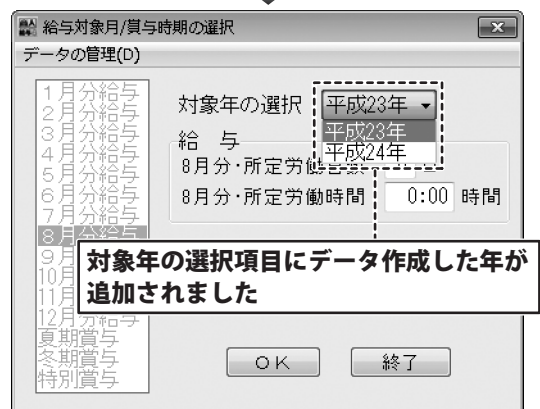 給与対象月/賞与時期の選択
データの管理(D)
1月分給与
2月分給与
3月分給与
4月分給与
5月分給与
6月分給与
7月分給与
8月分給与
9月
10月
11月
12月分給与
夏期賞与
冬期賞与
特別賞与
対象年の選択 平成23年
平成23年
平成24年
給 与
8月分・所定労働
8月分・所定労働時間 0:00 時間
対象年の選択項目にデータ作成した年が
追加されました
OK 終了